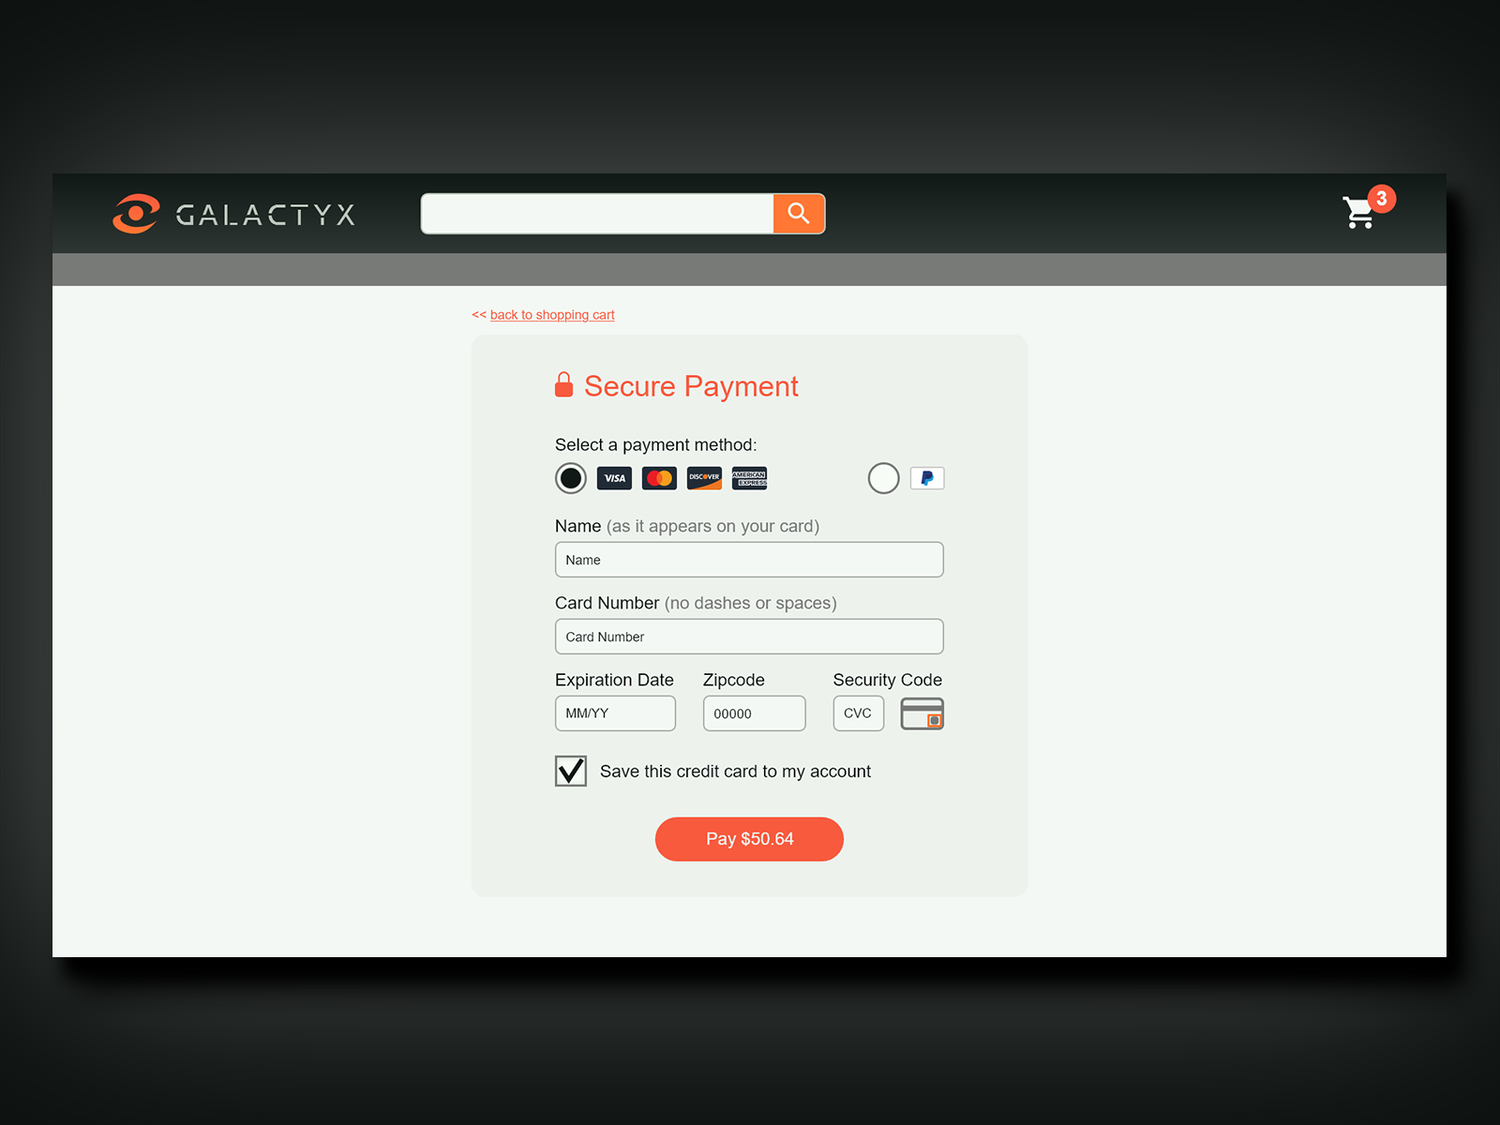 GALACTYX
3
<< back to shopping cart
Secure Payment
Select a payment method:
VISA DISCOVER AMERICAN EXPRESS
Name (as it appears on your card)
Name
Card Number (no dashes or spaces)
Card Number
Expiration Date Zipcode Security Code
MM/YY 00000 CVC
Save this credit card to my account
Pay $50.64